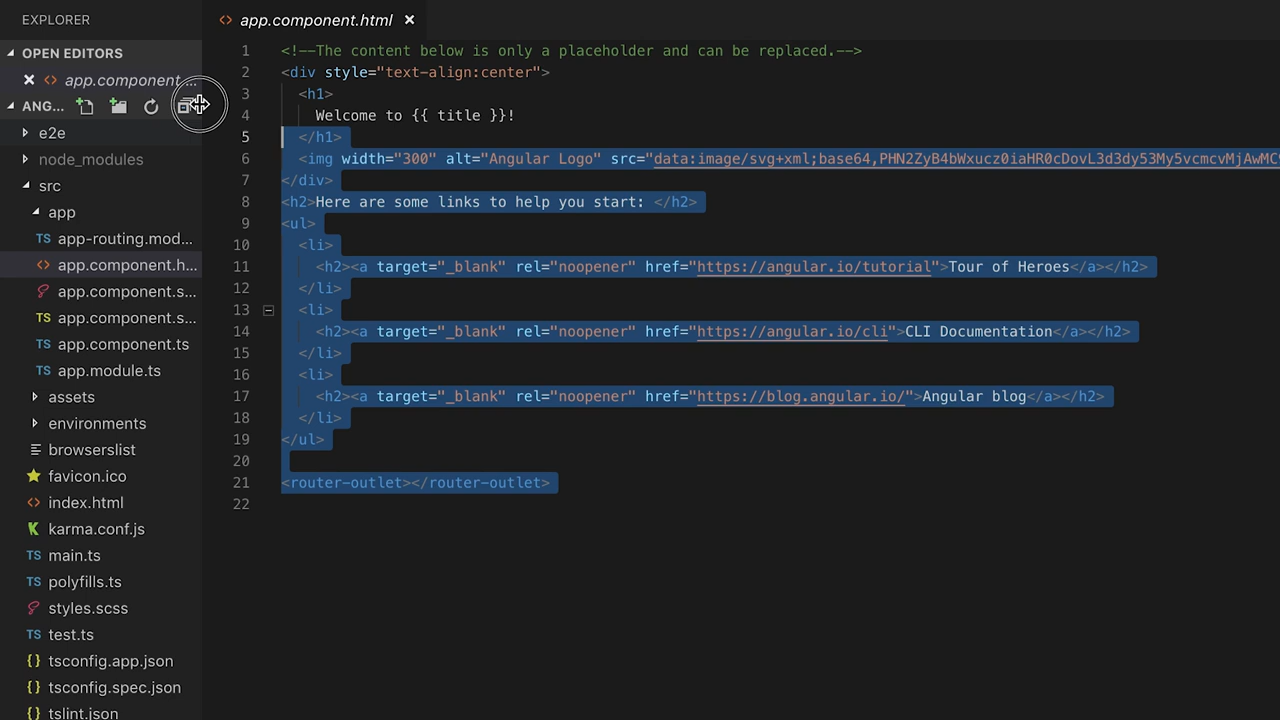 EXPLORER
OPEN EDITORS
app.component...
ANG...
e2e
node_modules
src
app
TS app-routing.mod...
<> app.component.h...
app.component.s...
TS app.component.s...
TS app.component.ts
TS app.module.ts
assets
environments
browserslist
favicon.ico
<> index.html
karma.conf.js
TS main.ts
TS polyfills.ts
styles.scss
TS test.ts
{} tsconfig.app.json
{} tsconfig.spec.json
{} tslint.json
<> app.component.html ×
1 <!--The content below is only a placeholder and can be replaced.-->
2 <div style="text-align:center">
3 <h1>
4 Welcome to {{ title }}!
5 </h1>
6 <img width="300" alt="Angular Logo" src="data:image/svg+xml;base64,PHN2ZyB4bWxucz0iaHR0cDovL3d3dy53My5vcmcvMjAwMC
7 </div>
8 <h2>Here are some links to help you start: </h2>
9 <ul>
10 <li>
11 <h2><a target="_blank" rel="noopener" href="https://angular.io/tutorial">Tour of Heroes</a></h2>
12 </li>
13 <li>
14 <h2><a target="_blank" rel="noopener" href="https://angular.io/cli">CLI Documentation</a></h2>
15 </li>
16 <li>
17 <h2><a target="_blank" rel="noopener" href="https://blog.angular.io/">Angular blog</a></h2>
18 </li>
19 </ul>
20
21 <router-outlet></router-outlet>
22